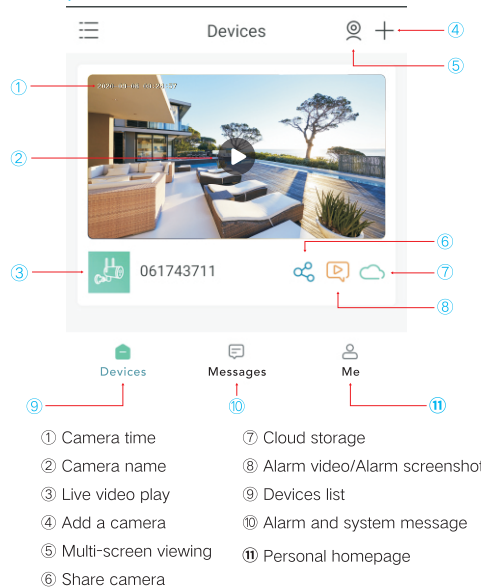 Devices
④
⑤
①
②
⑥
③ 061743711 ⑦
⑧
Devices Messages Me
⑨ ⑩ ⑪
① Camera time
② Camera name
③ Live video play
④ Add a camera
⑤ Multi-screen viewing
⑥ Share camera
⑦ Cloud storage
⑧ Alarm video/Alarm screenshot
⑨ Devices list
⑩ Alarm and system message
⑪ Personal homepage